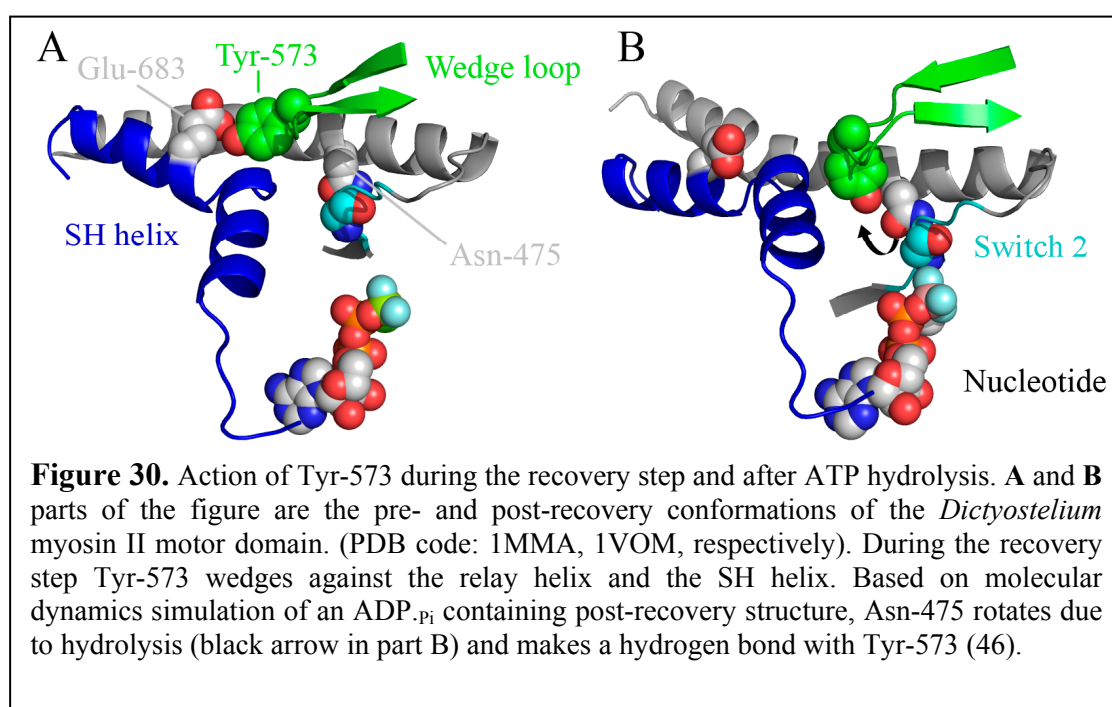 A
B
Glu-683
Tyr-573
Wedge loop
SH helix
Asn-475
Switch 2
Nucleotide
Figure 30. Action of Tyr-573 during the recovery step and after ATP hydrolysis. A and B
parts of the figure are the pre- and post-recovery conformations of the Dictyostelium
myosin II motor domain. (PDB code: 1MMA, 1VOM, respectively). During the recovery
step Tyr-573 wedges against the relay helix and the SH helix. Based on molecular
dynamics simulation of an ADP.Pi containing post-recovery structure, Asn-475 rotates due
to hydrolysis (black arrow in part B) and makes a hydrogen bond with Tyr-573 (46).